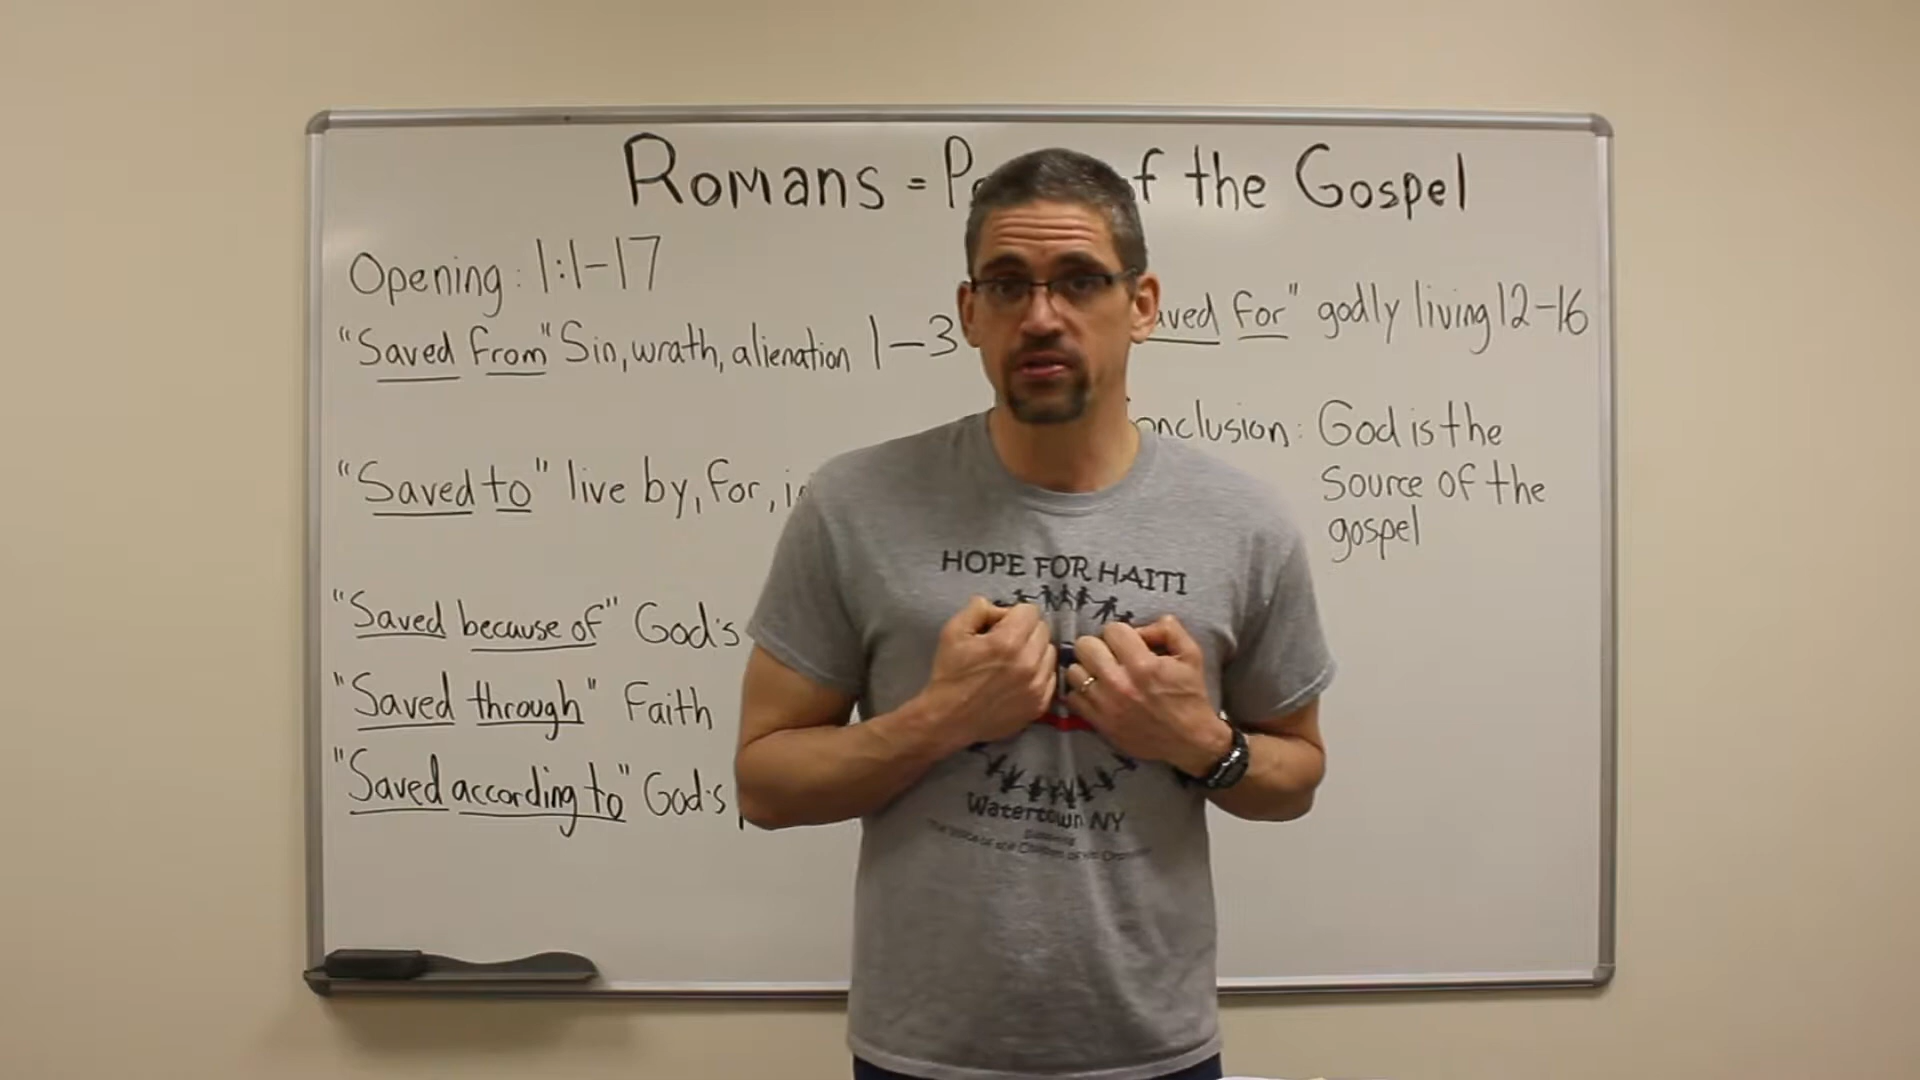 Romans = P of the Gospel
Opening: 1:1-17
"Saved from" Sin, wrath, alienation 1-3
"Saved to" live by, for,
"Saved because of" God's
"Saved through" Faith
"Saved according to" God's
for" godly living 12-16
Conclusion: God is the
source of the
gospel
HOPE FOR HAITI
Watertown NY